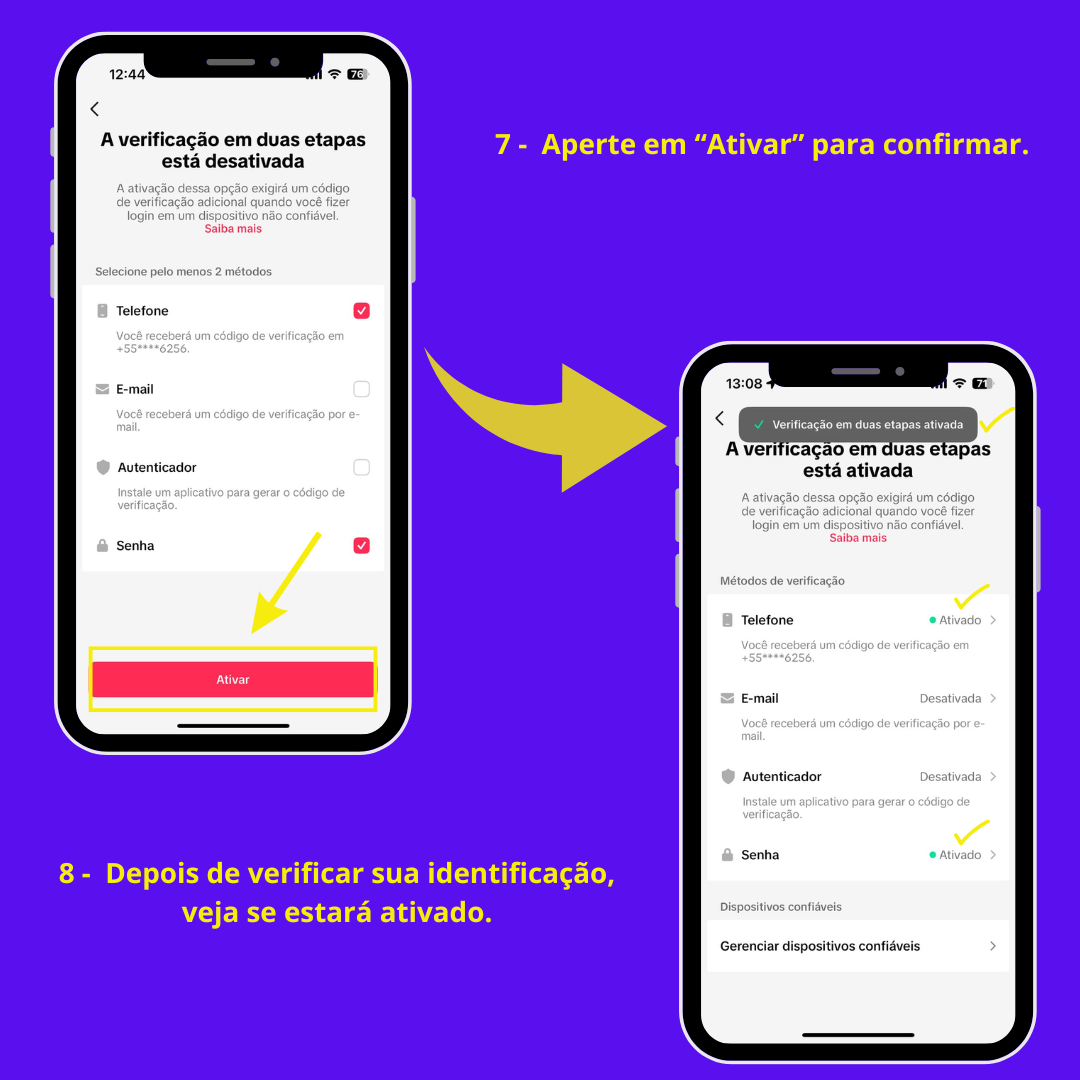 12:44
76
A verificação em duas etapas
está desativada
A ativação dessa opção exigirá um código
de verificação adicional quando você fizer
login em um dispositivo não confiável.
Saiba mais
Selecione pelo menos 2 métodos
Telefone
Você receberá um código de verificação em
+55****6256.
E-mail
Você receberá um código de verificação por e-
mail.
Autenticador
Instale um aplicativo para gerar o código de
verificação.
Senha
Ativar
7 - Aperte em “Ativar” para confirmar.
13:08
71
Verificação em duas etapas ativada
A verificação em duas etapas
está ativada
A ativação dessa opção exigirá um código
de verificação adicional quando você fizer
login em um dispositivo não confiável.
Saiba mais
Métodos de verificação
Telefone Ativado
Você receberá um código de verificação em
+55****6256.
E-mail Desativada
Você receberá um código de verificação por e-
mail.
Autenticador Desativada
Instale um aplicativo para gerar o código de
verificação.
Senha Ativado
Dispositivos confiáveis
Gerenciar dispositivos confiáveis
8 - Depois de verificar sua identificação,
veja se estará ativado.